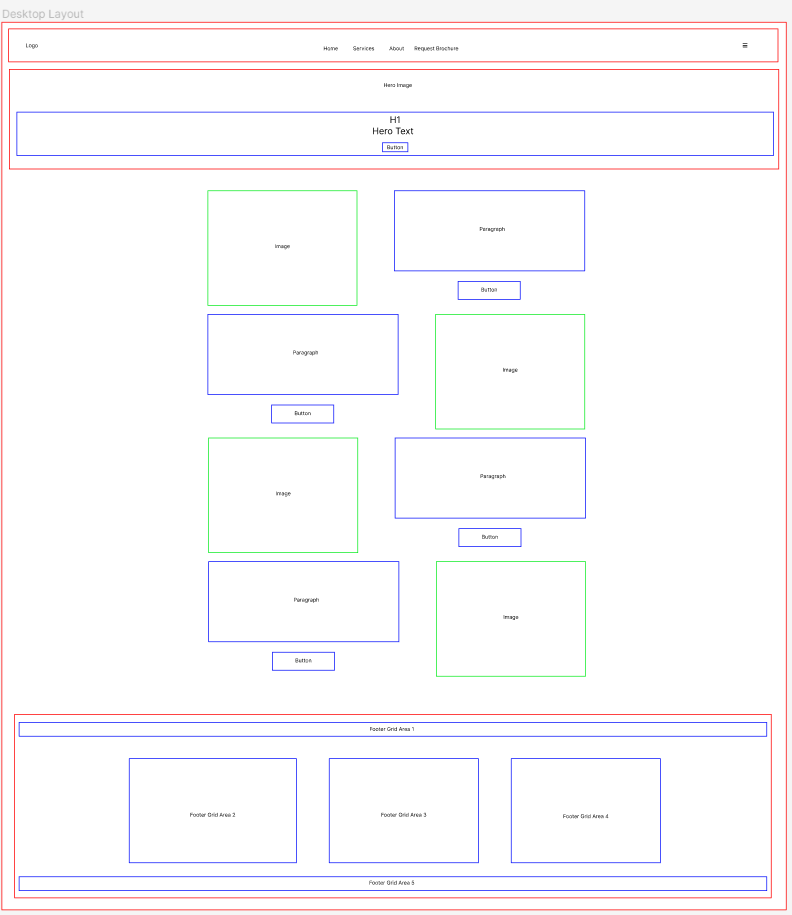 Desktop Layout
Logo
Home Services About Request Brochure
Hero Image
H1
Hero Text
Button
Image
Paragraph
Button
Paragraph
Button
Image
Image
Paragraph
Button
Paragraph
Button
Image
Footer Grid Area 1
Footer Grid Area 2
Footer Grid Area 3
Footer Grid Area 4
Footer Grid Area 5